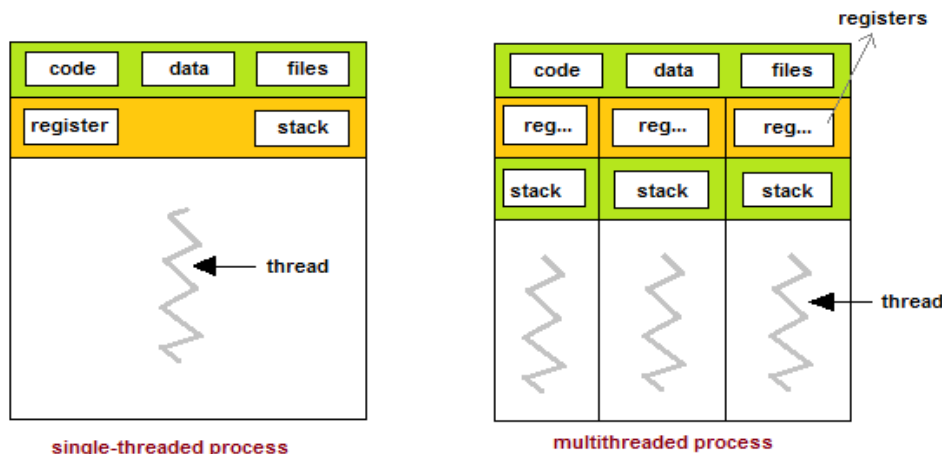 registers
code data files
register stack
thread
single-threaded process
code data files
reg... reg... reg...
stack stack stack
thread
multithreaded process